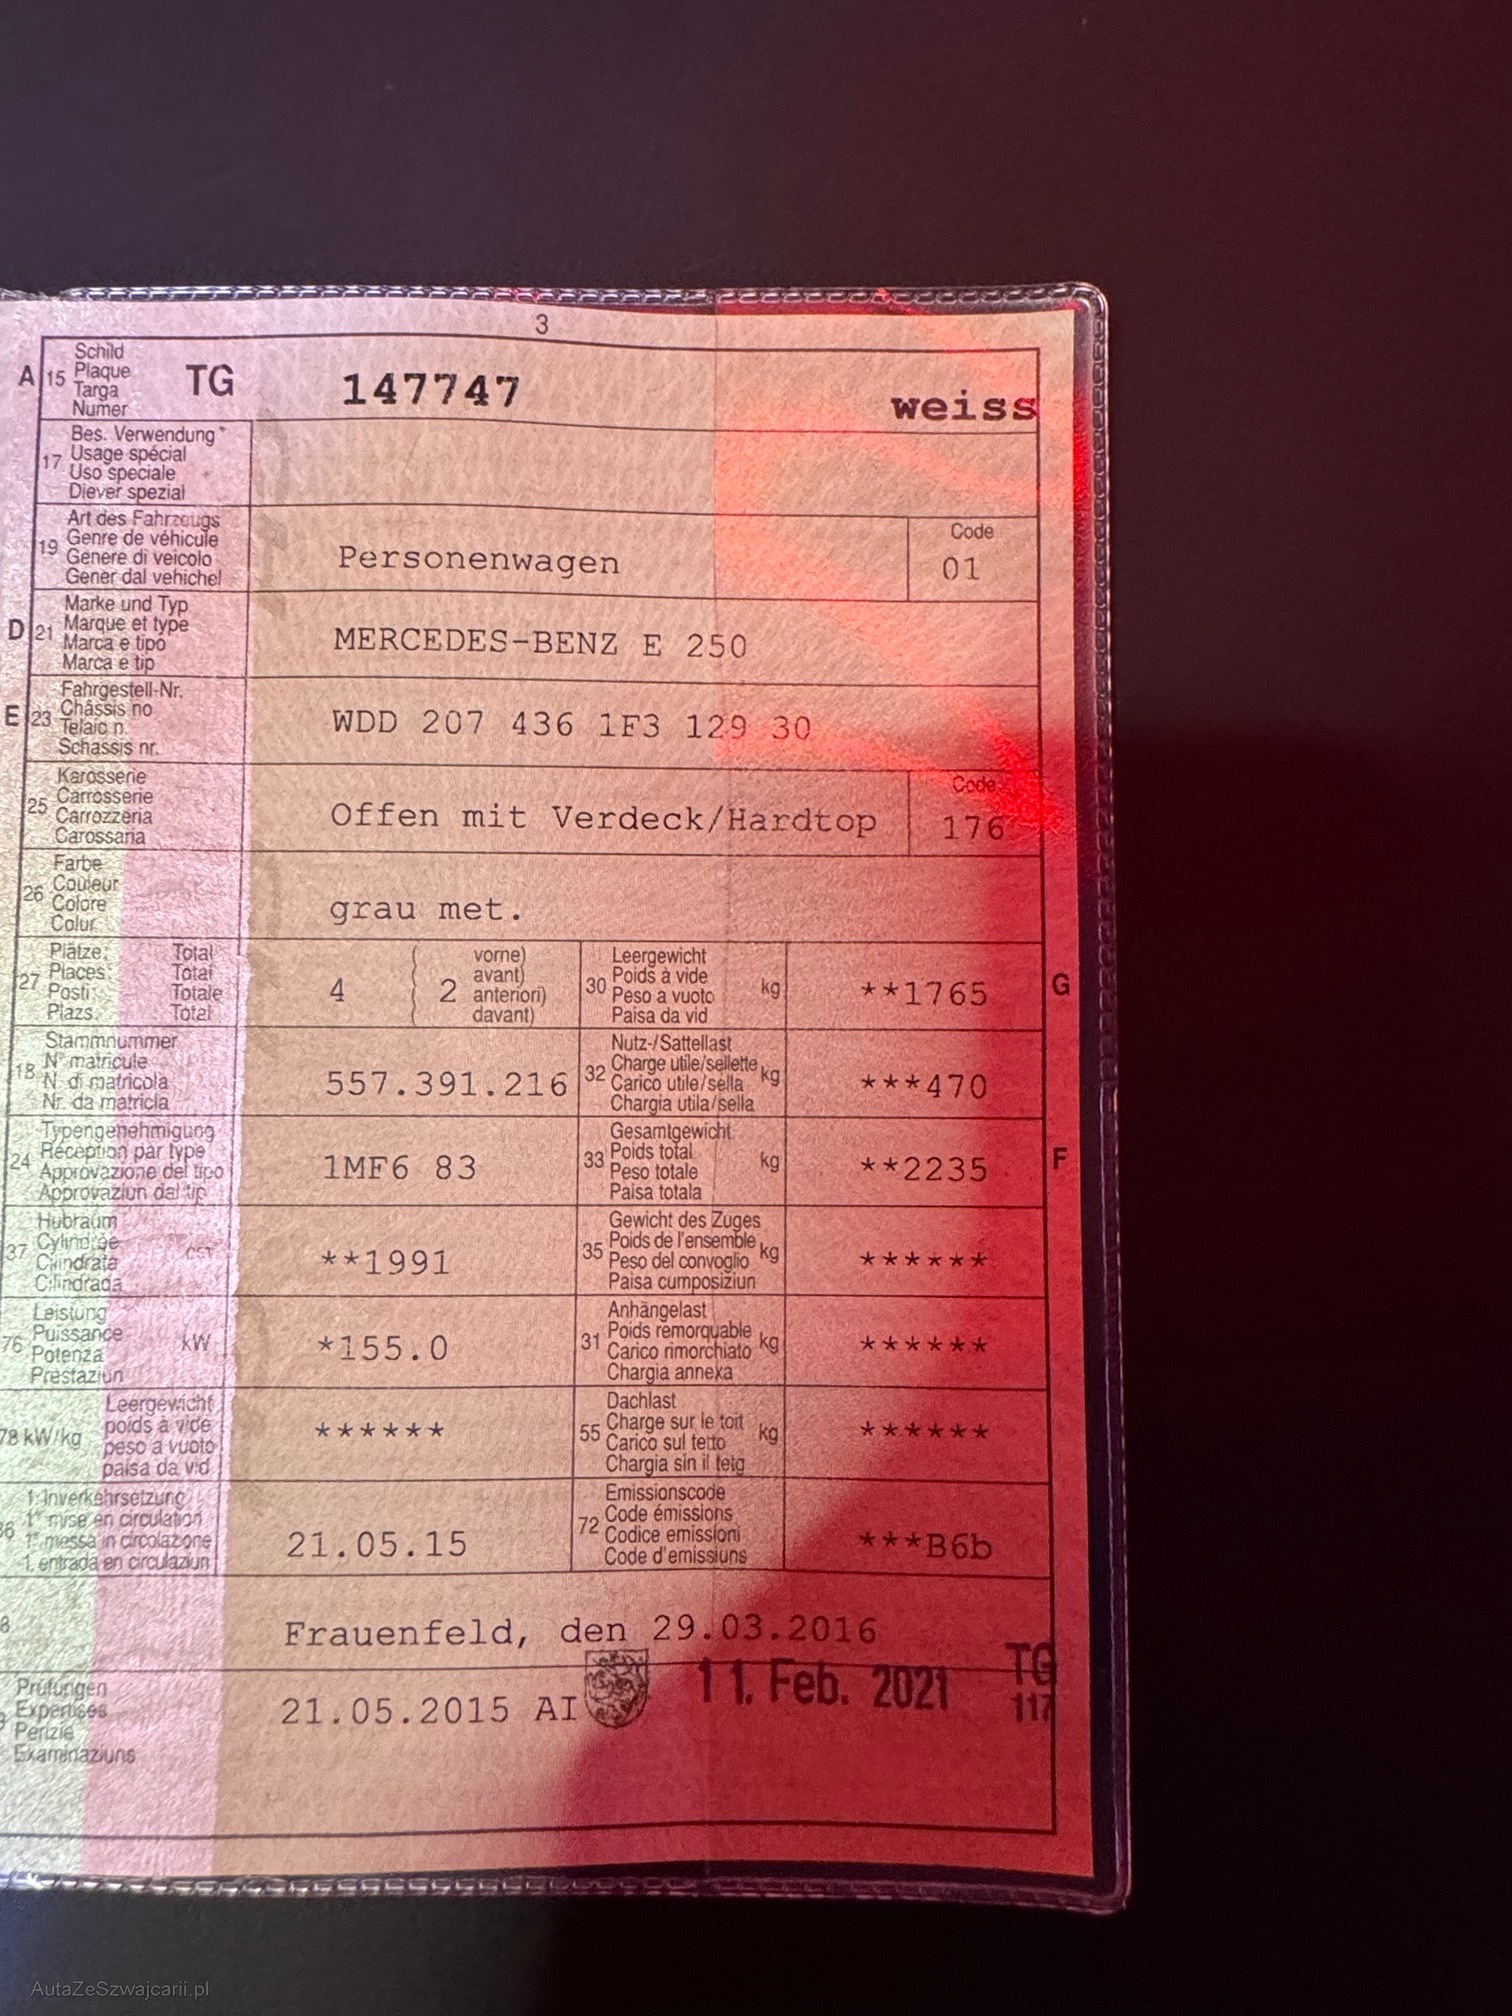 3
A 15 Schild Plaque Targa Numer TG 147747 weiss
17 Bes. Verwendung* Usage spécial Uso speciale Diever spezial
19 Art des Fahrzeugs Genre de véhicule Genere di veicolo Gener dal vehichel Personenwagen Code 01
D 21 Marke und Typ Marque et type Marca e tipo Marca e tip MERCEDES-BENZ E 250
E 23 Fahrgestell-Nr. Châssis no Telaio n. Schassis nr. WDD 207 436 1F3 129 30
25 Karosserie Carrosserie Carrozzeria Carossaria Offen mit Verdeck/Hardtop Code 176
26 Farbe Couleur Colore Colur grau met.
27 Plätze: Places: Posti Plazs: Total Total Totale Total 4 2 vorne) avant) anteriori) davant) 30 Leergewicht Poids à vide Peso a vuoto Paisa da vid kg **1765 G
18 Stammnummer N° matricule N. di matricola Nr. da matricla 557.391.216 32 Nutz-/Sattellast Charge utile/sellette Carico utile/sella Chargia utila/sella kg ***470
24 Typengenehmigung Réception par type Approvazione del tipo Approvaziun dal tip 1MF6 83 33 Gesamtgewicht Poids total Peso totale Paisa totala kg **2235 F
37 Hubraum Cylindrée Cilindrata Cilindrada **1991 35 Gewicht des Zuges Poids de l'ensemble Peso del convoglio Paisa cumposiziun kg ******
76 Leistung Puissance Potenza Prestaziun kW *155.0 31 Anhängelast Poids remorquable Carico rimorchiato Chargia annexa kg ******
78 kW/kg Leergewicht poids à vide peso a vuoto paisa da vid ****** 55 Dachlast Charge sur le toit Carico sul tetto Chargia sin il tetg kg ******
36 1. Inverkehrsetzung 1re mise en circulation 1a messa in circolazione 1. entrada en circulaziun 21.05.15 72 Emissionscode Code émissions Codice emissioni Code d'emissiuns ***B6b
Frauenfeld, den 29.03.2016
Prüfungen Expertises Perizie Examinaziuns 21.05.2015 AI 11. Feb. 2021 TG 117
AutaZeSzwajcarii.pl